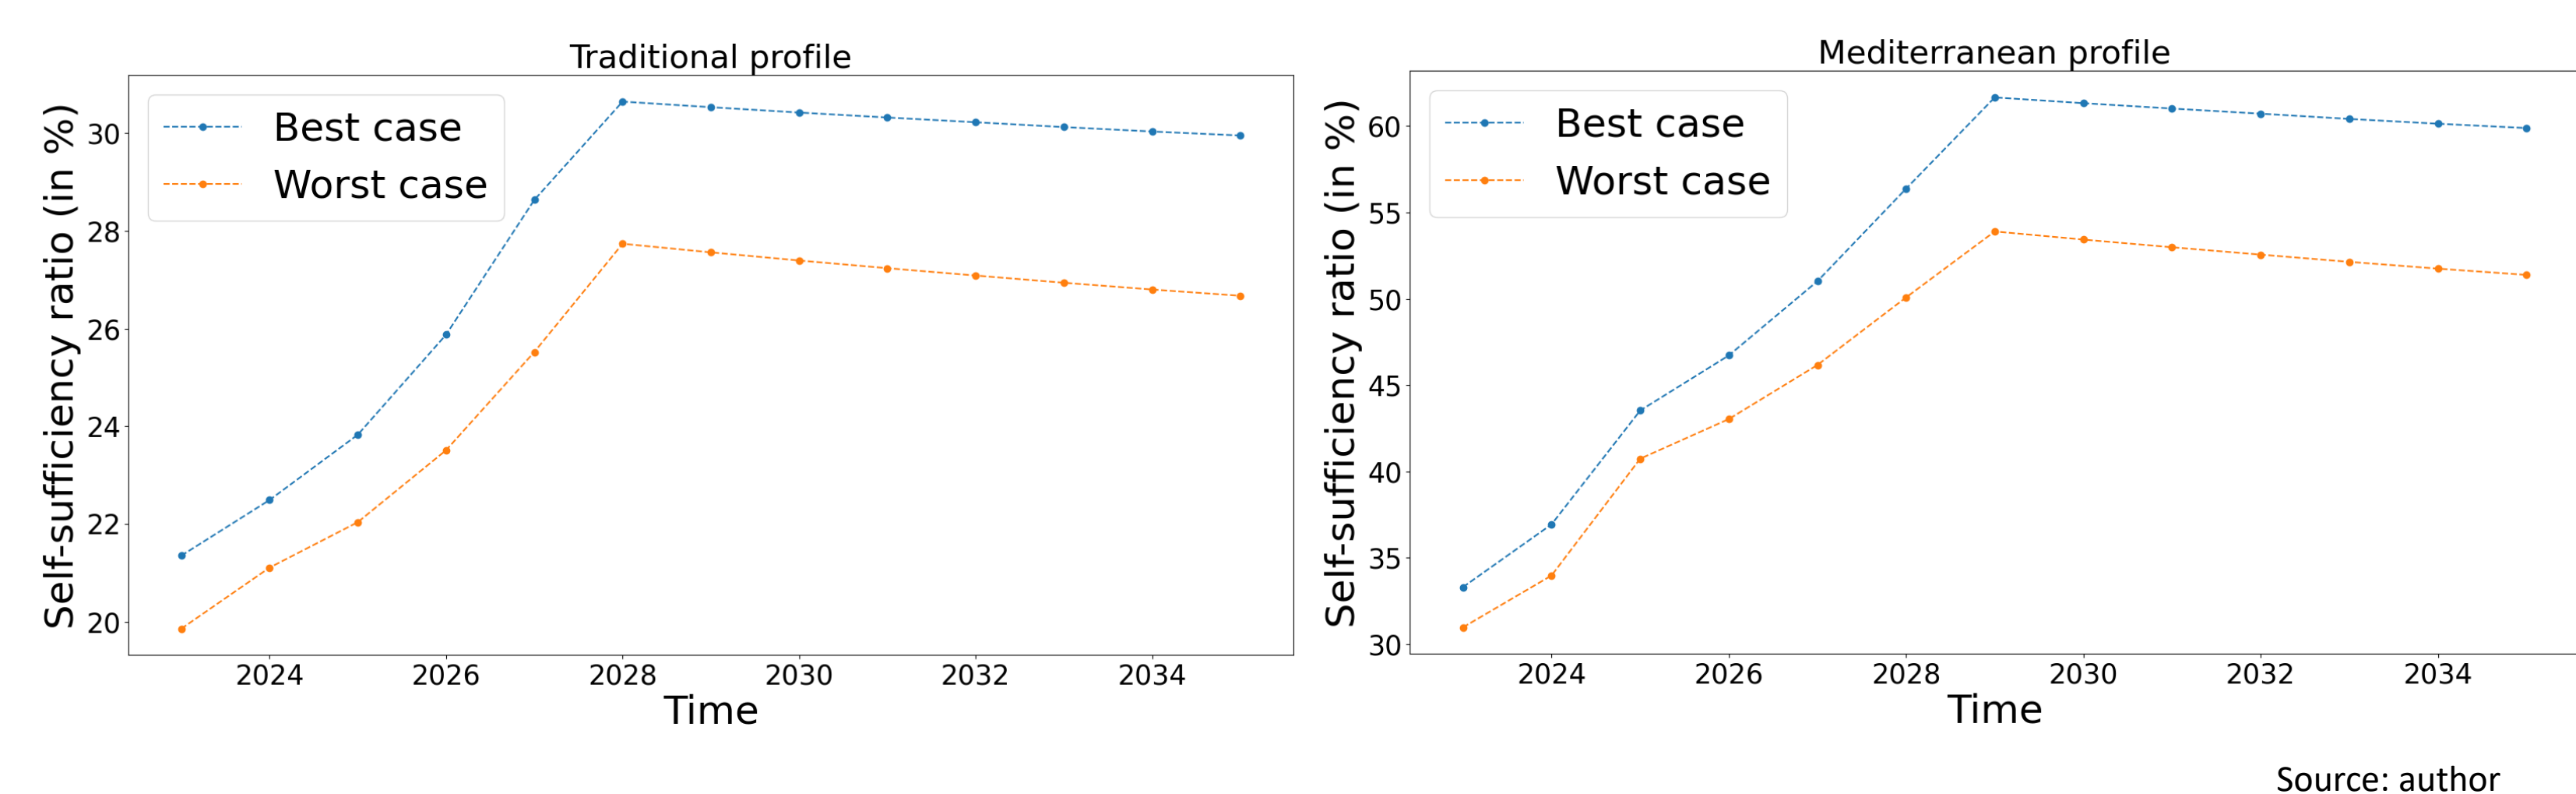 Traditional profile
Self-sufficiency ratio (in %)
30
28
26
24
22
20
Best case
Worst case
2024 2026 2028 2030 2032 2034
Time
Mediterranean profile
Self-sufficiency ratio (in %)
60
55
50
45
40
35
30
Best case
Worst case
2024 2026 2028 2030 2032 2034
Time
Source: author